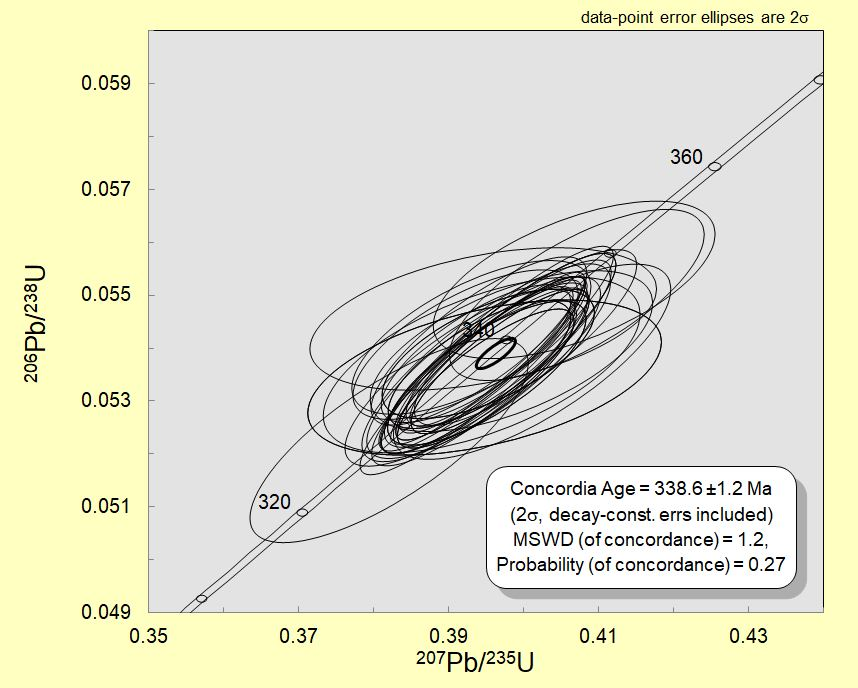 data-point error ellipses are 2σ
0.059
0.057
0.055
0.053
0.051
0.049
206Pb/238U
360
340
320
Concordia Age = 338.6 ±1.2 Ma
(2σ, decay-const. errs included)
MSWD (of concordance) = 1.2,
Probability (of concordance) = 0.27
0.35 0.37 0.39 0.41 0.43
207Pb/235U